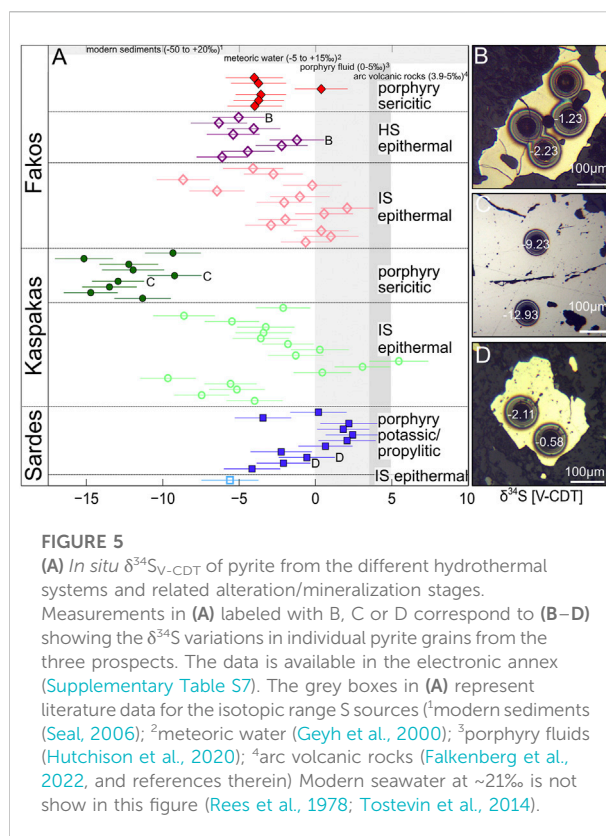 A
modern sediments (-50 to +20‰)¹
meteoric water (-5 to +15‰)²
porphyry fluid (0-5‰)³
arc volcanic rocks (3.9-5‰)⁴
Fakos
porphyry
sericitic
B
HS
epithermal
B
IS
epithermal
Kaspakas
porphyry
sericitic
C
C
IS
epithermal
Sardes
porphyry
potassic/
propylitic
D
D
IS epithermal
−15
−10
−5
0
5
10
δ³⁴S [V-CDT]
B
-1.23
-2.23
100µm
C
-9.23
100µm
-12.93
D
-2.11
-0.58
100µm
FIGURE 5
(A) In situ δ³⁴S_V-CDT of pyrite from the different hydrothermal
systems and related alteration/mineralization stages.
Measurements in (A) labeled with B, C or D correspond to (B–D)
showing the δ³⁴S variations in individual pyrite grains from the
three prospects. The data is available in the electronic annex
(Supplementary Table S7). The grey boxes in (A) represent
literature data for the isotopic range S sources (¹modern sediments
(Seal, 2006); ²meteoric water (Geyh et al., 2000); ³porphyry fluids
(Hutchison et al., 2020); ⁴arc volcanic rocks (Falkenberg et al.,
2022, and references therein) Modern seawater at ~21‰ is not
show in this figure (Rees et al., 1978; Tostevin et al., 2014).